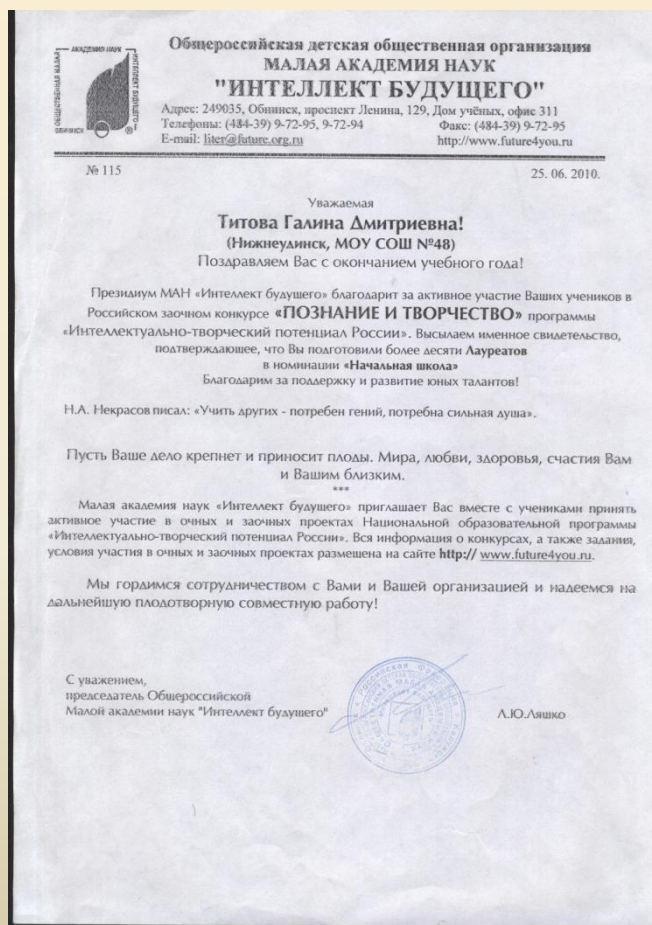 АКАДЕМИЯ НАУК
ОБЩЕСТВЕННАЯ МАЛАЯ
ИНТЕЛЛЕКТ БУДУЩЕГО
ОБНИНСК
Общероссийская детская общественная организация
МАЛАЯ АКАДЕМИЯ НАУК
"ИНТЕЛЛЕКТ БУДУЩЕГО"
Адрес: 249035, Обнинск, проспект Ленина, 129, Дом учёных, офис 311
Телефоны: (484-39) 9-72-95, 9-72-94 Факс: (484-39) 9-72-95
E-mail: liter@future.org.ru http://www.future4you.ru
№ 115 25. 06. 2010.
Уважаемая
Титова Галина Дмитриевна!
(Нижнеудинск, МОУ СОШ №48)
Поздравляем Вас с окончанием учебного года!
Президиум МАН «Интеллект будущего» благодарит за активное участие Ваших учеников в
Российском заочном конкурсе «ПОЗНАНИЕ И ТВОРЧЕСТВО» программы
«Интеллектуально-творческий потенциал России». Высылаем именное свидетельство,
подтверждающее, что Вы подготовили более десяти Лауреатов
в номинации «Начальная школа»
Благодарим за поддержку и развитие юных талантов!
Н.А. Некрасов писал: «Учить других - потребен гений, потребна сильная душа».
Пусть Ваше дело крепнет и приносит плоды. Мира, любви, здоровья, счастия Вам
и Вашим близким.
***
Малая академия наук «Интеллект будущего» приглашает Вас вместе с учениками принять
активное участие в очных и заочных проектах Национальной образовательной программы
«Интеллектуально-творческий потенциал России». Вся информация о конкурсах, а также задания,
условия участия в очных и заочных проектах размещена на сайте http:// www.future4you.ru.
Мы гордимся сотрудничеством с Вами и Вашей организацией и надеемся на
дальнейшую плодотворную совместную работу!
С уважением,
председатель Общероссийской
Малой академии наук "Интеллект будущего" Л.Ю.Ляшко